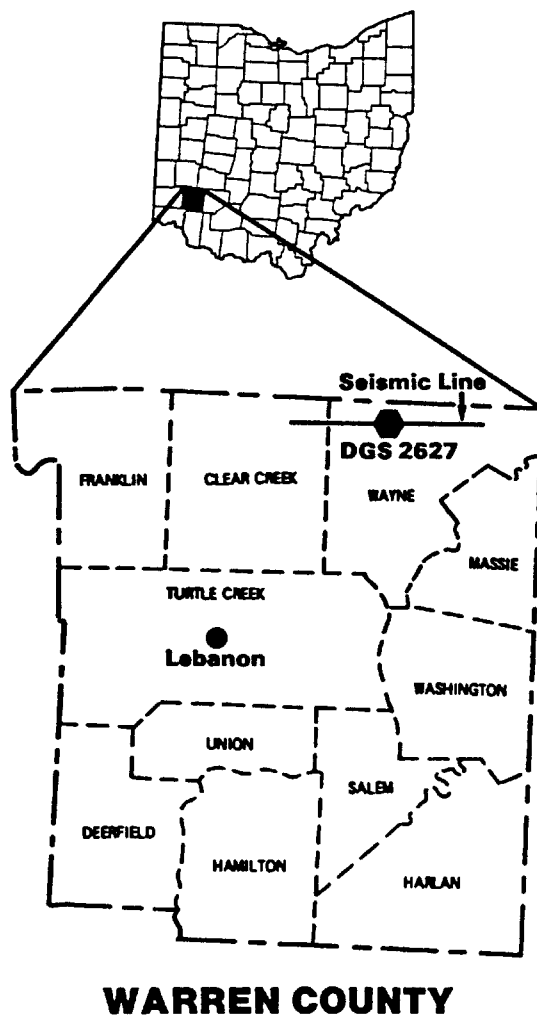 Seismic Line
DGS 2627
FRANKLIN
CLEAR CREEK
WAYNE
MASSIE
TURTLE CREEK
Lebanon
WASHINGTON
UNION
SALEM
DEERFIELD
HAMILTON
HARLAN
WARREN COUNTY